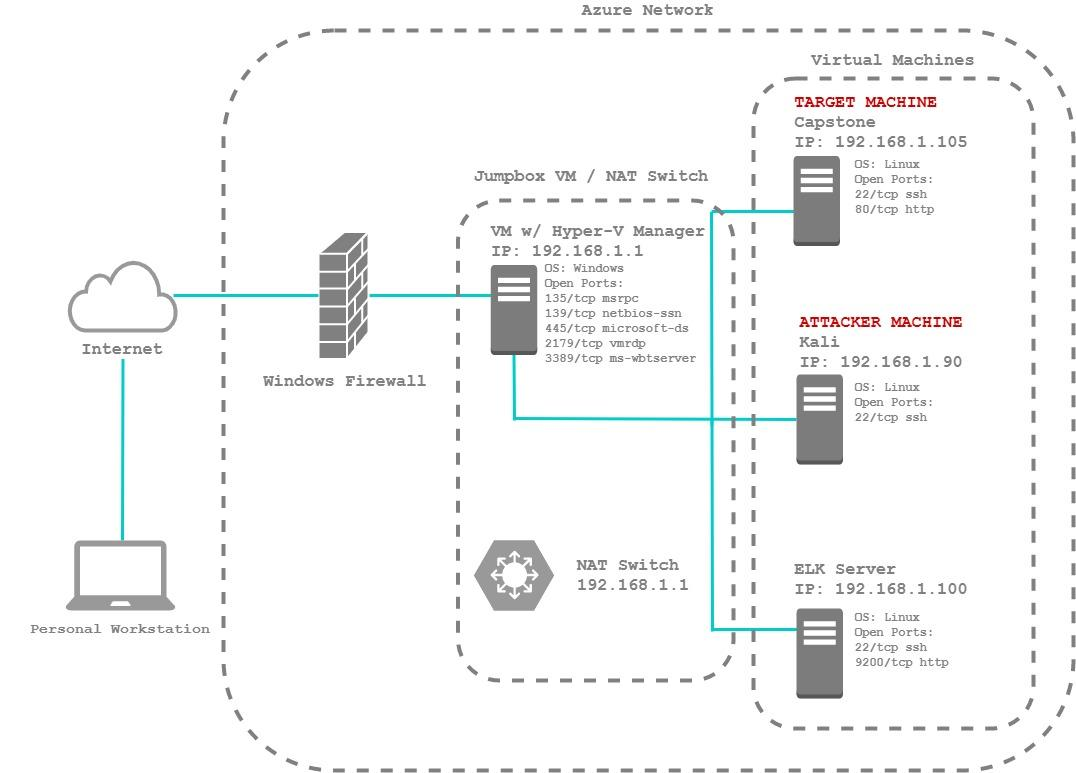 Azure Network
Virtual Machines
TARGET MACHINE
Capstone
IP: 192.168.1.105
OS: Linux
Open Ports:
22/tcp ssh
80/tcp http
Jumpbox VM / NAT Switch
VM w/ Hyper-V Manager
IP: 192.168.1.1
OS: Windows
Open Ports:
135/tcp msrpc
139/tcp netbios-ssn
445/tcp microsoft-ds
2179/tcp vmrdp
3389/tcp ms-wbtserver
Internet
Windows Firewall
ATTACKER MACHINE
Kali
IP: 192.168.1.90
OS: Linux
Open Ports:
22/tcp ssh
NAT Switch
192.168.1.1
ELK Server
IP: 192.168.1.100
OS: Linux
Open Ports:
22/tcp ssh
9200/tcp http
Personal Workstation